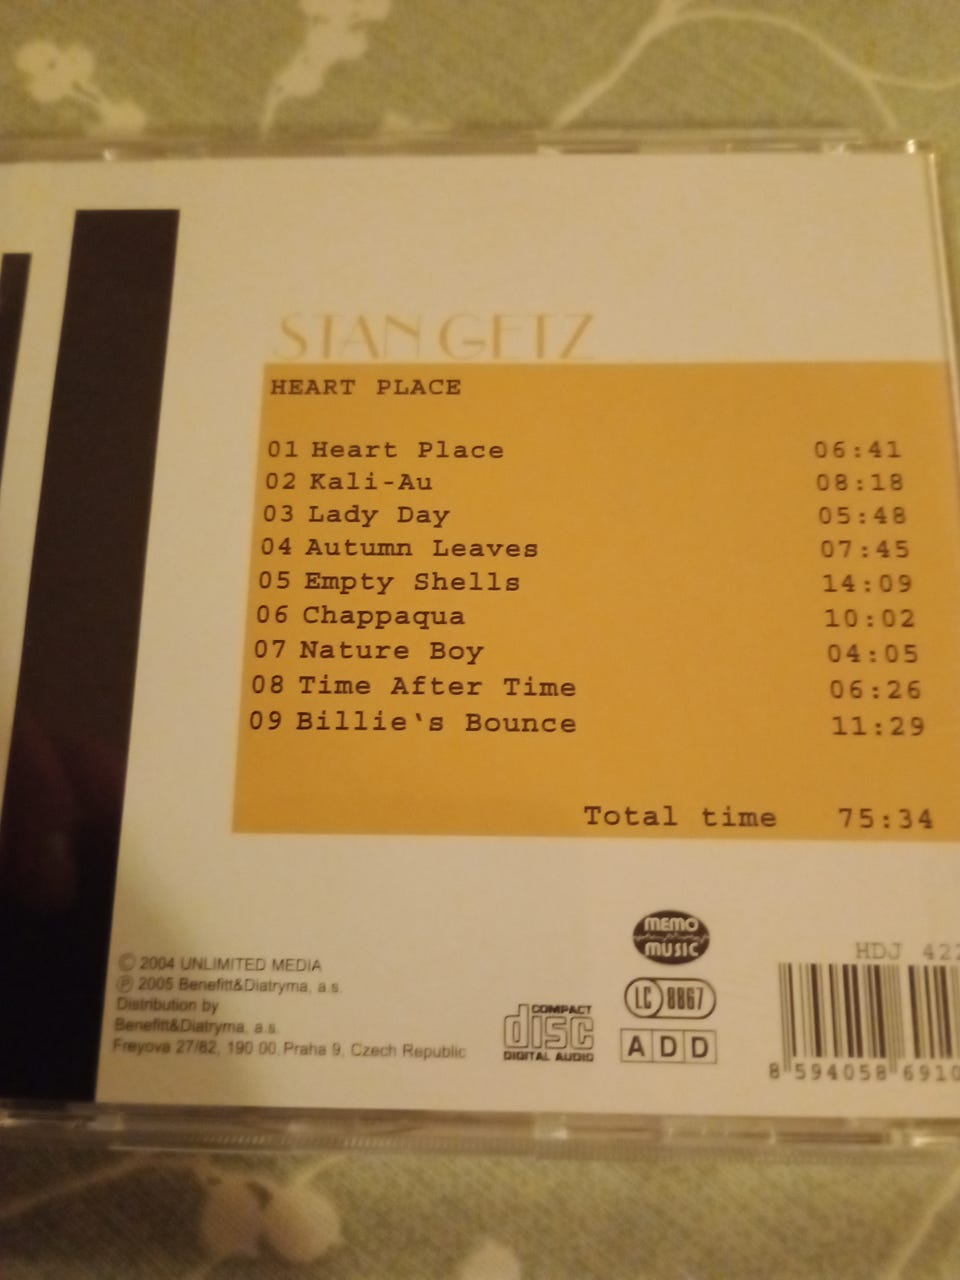 STAN GETZ
HEART PLACE
01 Heart Place 06:41
02 Kali-Au 08:18
03 Lady Day 05:48
04 Autumn Leaves 07:45
05 Empty Shells 14:09
06 Chappaqua 10:02
07 Nature Boy 04:05
08 Time After Time 06:26
09 Billie's Bounce 11:29
Total time 75:34
MEMO
MUSIC
HDJ 422
© 2004 UNLIMITED MEDIA
℗ 2005 Benefitt&Diatryma, a.s.
Distribution by
Benefitt&Diatryma, a.s.
Freyova 27/82, 190 00 Praha 9, Czech Republic
COMPACT
disc
DIGITAL AUDIO
LC 8867
ADD
8 594058 6910